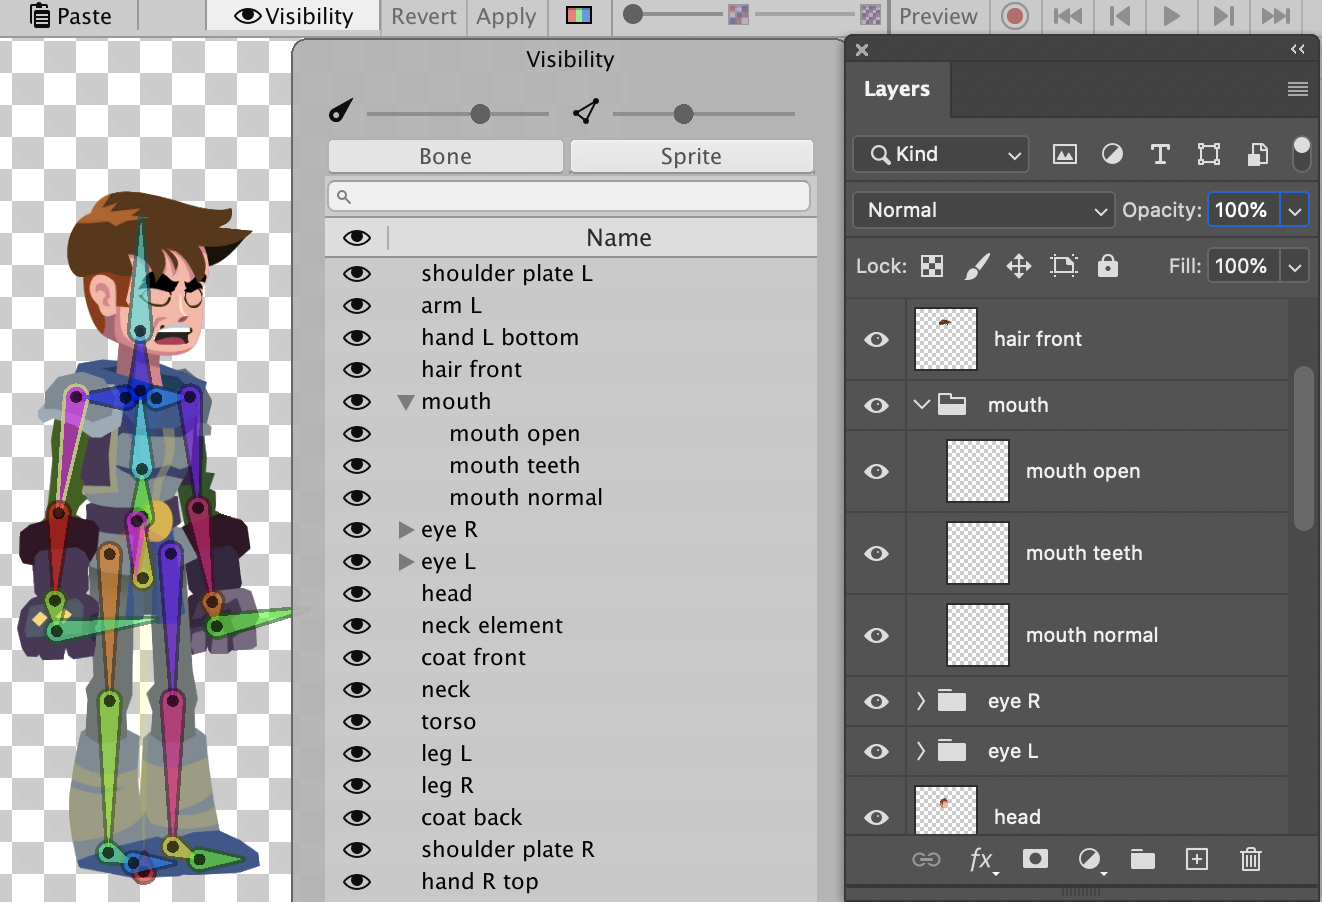 Paste Visibility Revert Apply Preview
Visibility
Bone Sprite
Name
shoulder plate L
arm L
hand L bottom
hair front
mouth
mouth open
mouth teeth
mouth normal
eye R
eye L
head
neck element
coat front
neck
torso
leg L
leg R
coat back
shoulder plate R
hand R top
Layers
Kind
Normal Opacity: 100%
Lock: Fill: 100%
hair front
mouth
mouth open
mouth teeth
mouth normal
eye R
eye L
head
fx